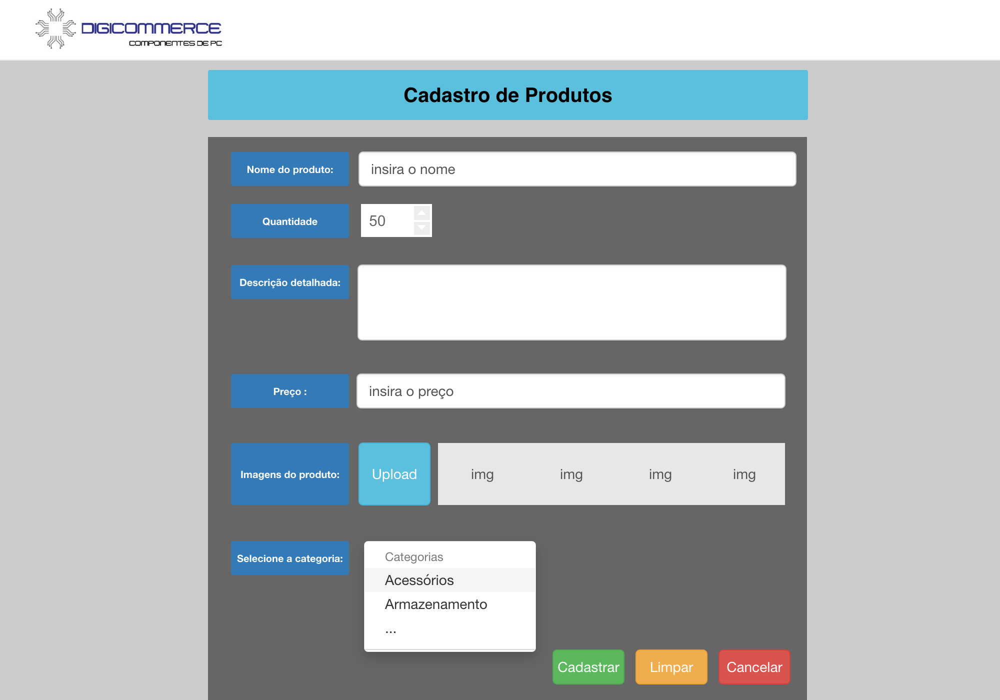 DIGICOMMERCE
COMPONENTES DE PC
Cadastro de Produtos
Nome do produto:
insira o nome
Quantidade
50
Descrição detalhada:
Preço :
insira o preço
Imagens do produto:
Upload
img
img
img
img
Selecione a categoria:
Categorias
Acessórios
Armazenamento
...
Cadastrar
Limpar
Cancelar